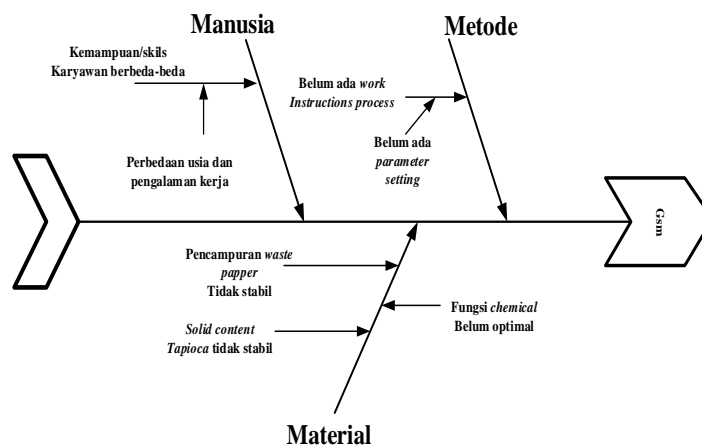 Manusia
Metode
Kemampuan/skils
Karyawan berbeda-beda
Belum ada work
Instructions process
Perbedaan usia dan
pengalaman kerja
Belum ada
parameter
setting
Gsm
Pencampuran waste
papper
Tidak stabil
Fungsi chemical
Belum optimal
Solid content
Tapioca tidak stabil
Material